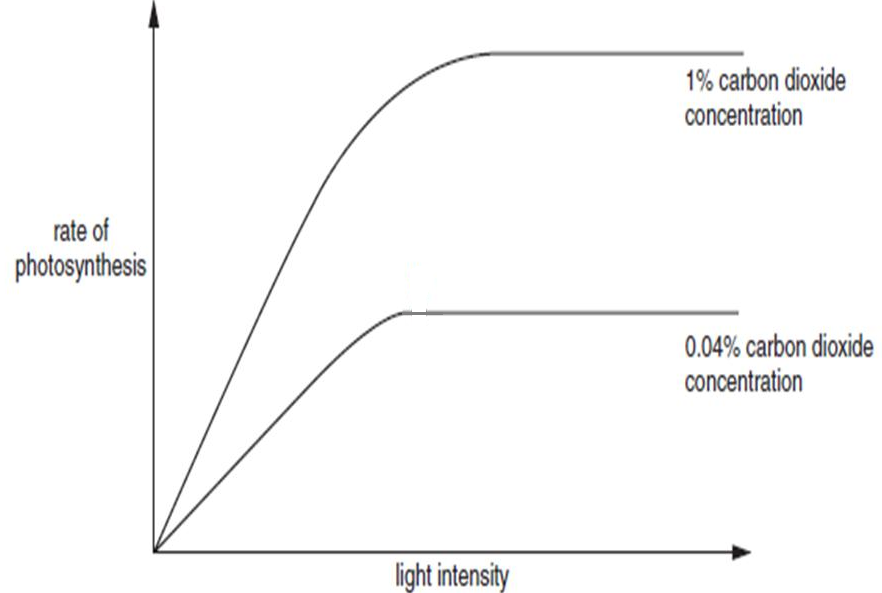 1% carbon dioxide
concentration
rate of
photosynthesis
0.04% carbon dioxide
concentration
light intensity